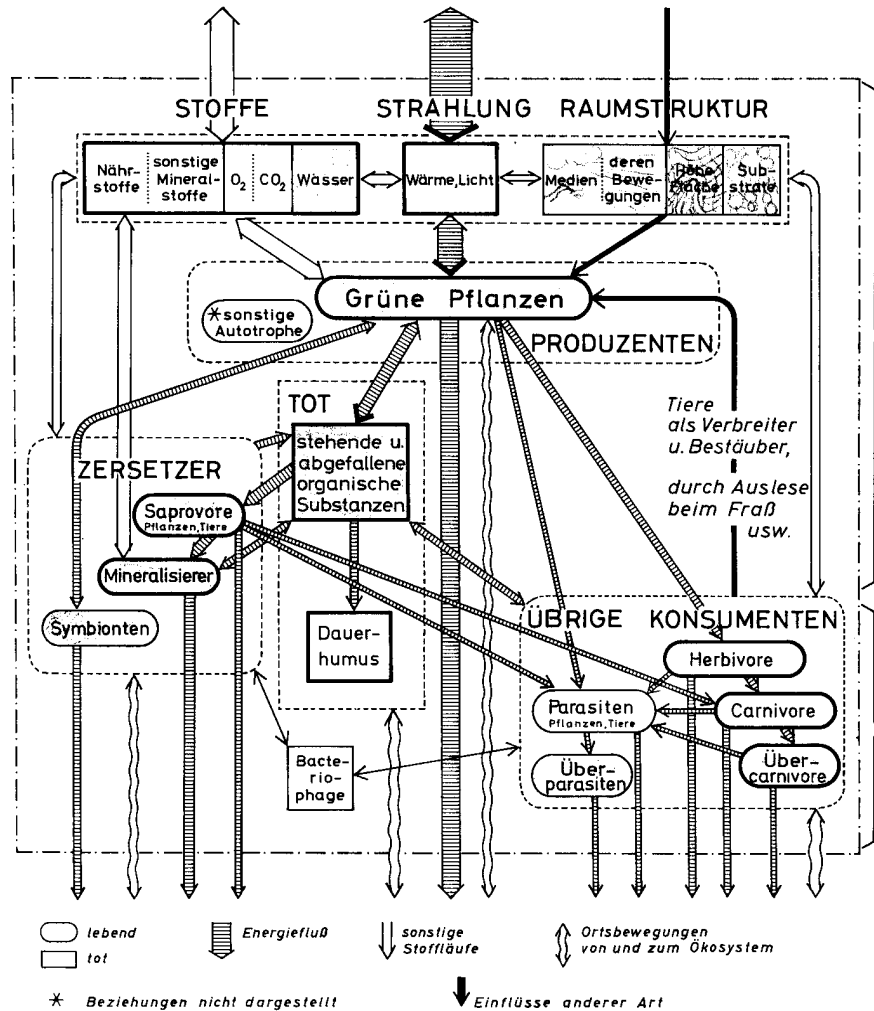 STOFFE STRAHLUNG RAUMSTRUKTUR
Nähr-
stoffe
sonstige
Mineral-
stoffe
O2
CO2
Wasser
Wärme, Licht
Medien
deren
Bewe-
gungen
Höhe
Fläche
Sub-
strate
Grüne Pflanzen
*sonstige
Autotrophe
PRODUZENTEN
Tiere
als Verbreiter
u. Bestäuber,
durch Auslese
beim Fraß
usw.
TOT
stehende u.
abgefallene
organische
Substanzen
Dauer-
humus
ZERSETZER
Saprovore
Pflanzen, Tiere
Mineralisierer
Symbionten
Bacte-
rio-
phage
ÜBRIGE KONSUMENTEN
Herbivore
Parasiten
Pflanzen, Tiere
Carnivore
Über-
parasiten
Über-
carnivore
lebend
tot
Energiefluß
sonstige
Stoffläufe
Ortsbewegungen
von und zum Ökosystem
* Beziehungen nicht dargestellt
Einflüsse anderer Art